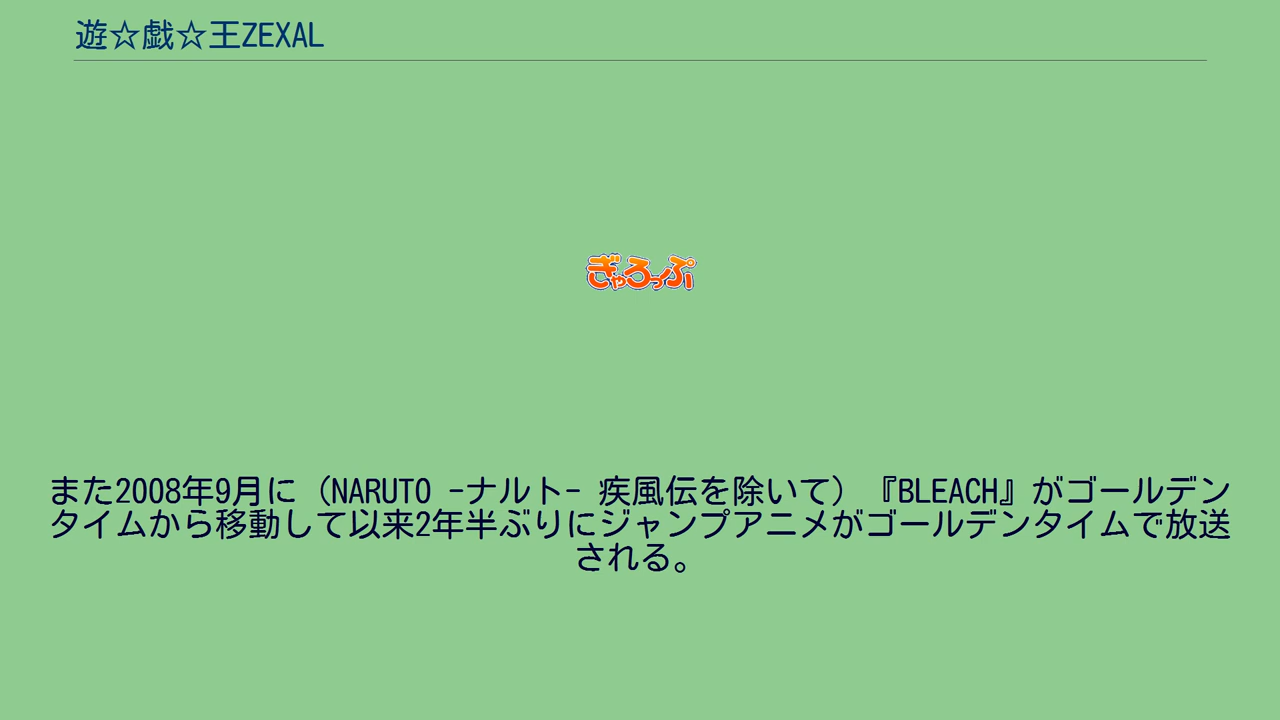 遊☆戯☆王ZEXAL
ぎゃろっぷ
また2008年9月に（NARUTO -ナルト- 疾風伝を除いて）『BLEACH』がゴールデン
タイムから移動して以来2年半ぶりにジャンプアニメがゴールデンタイムで放送
される。